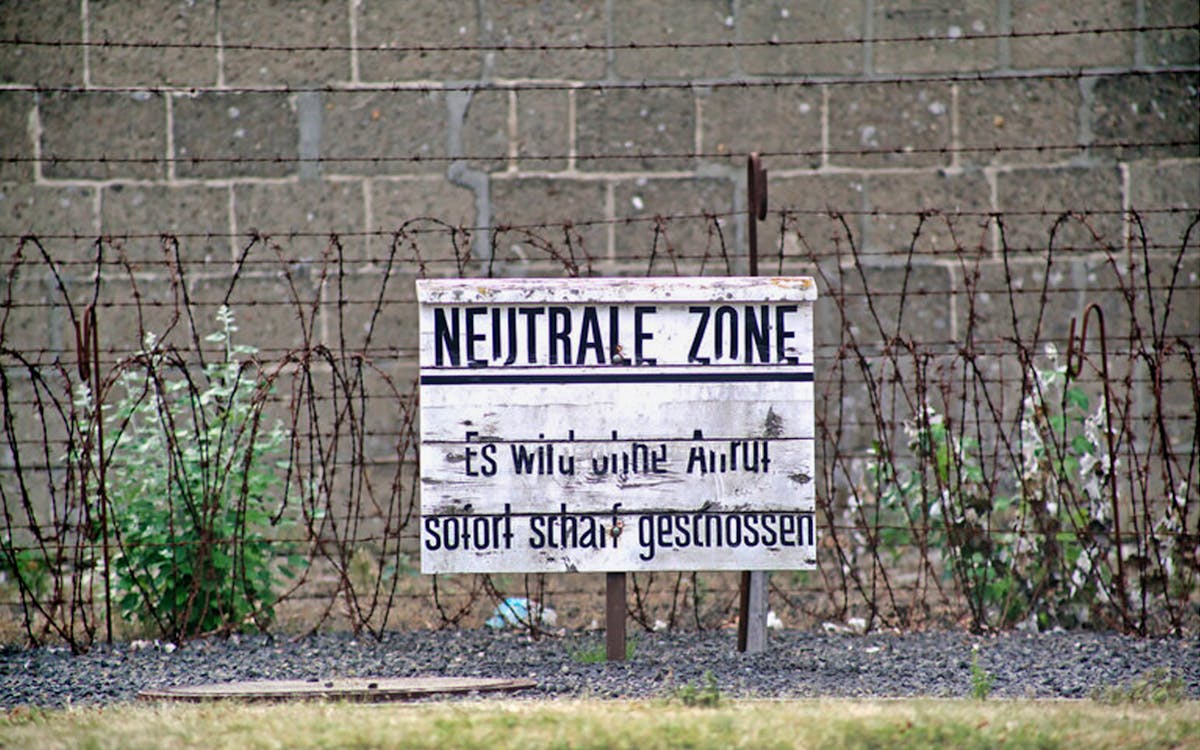 NEUTRALE ZONE
Es wird ohne Anruf
sofort scharf geschossen